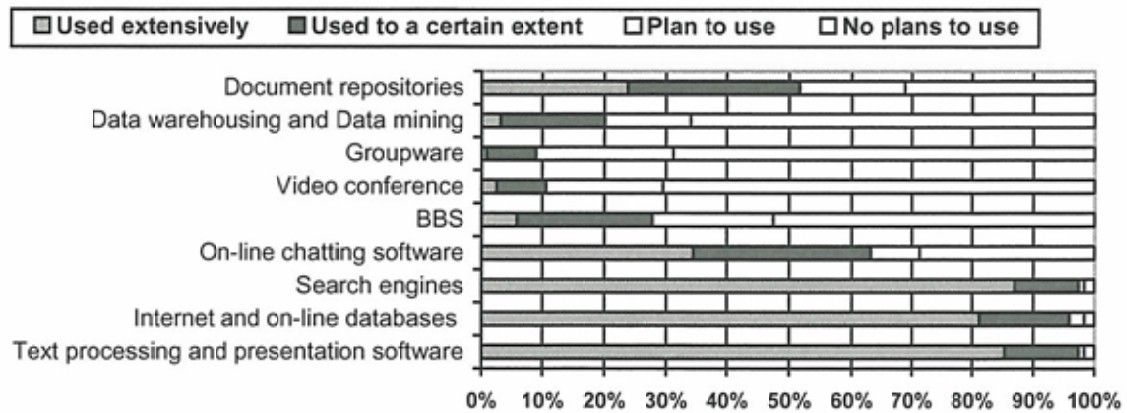 Used extensively Used to a certain extent Plan to use No plans to use
Document repositories
Data warehousing and Data mining
Groupware
Video conference
BBS
On-line chatting software
Search engines
Internet and on-line databases
Text processing and presentation software
0% 10% 20% 30% 40% 50% 60% 70% 80% 90% 100%